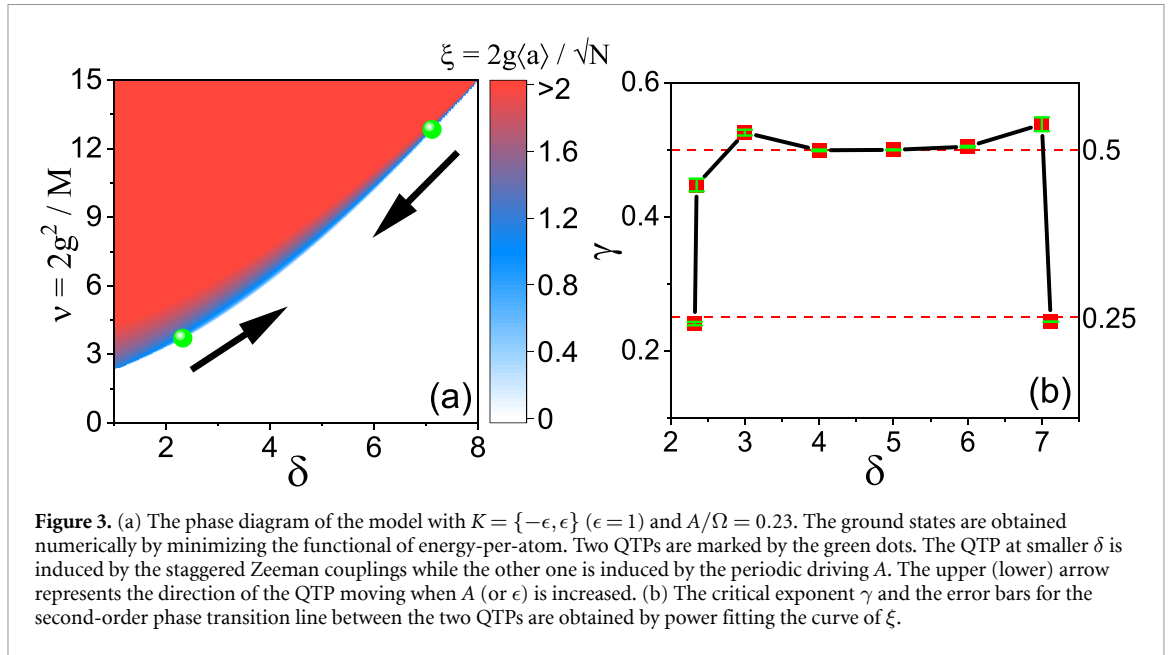 ξ = 2g⟨a⟩ / √N
15
12
9
6
3
0
ν = 2g² / M
2
4
6
8
δ
(a)
>2
1.6
1.2
0.8
0.4
0
0.6
0.4
0.2
γ
0.5
0.25
2
3
4
5
6
7
δ
(b)
Figure 3. (a) The phase diagram of the model with K = {−ϵ, ϵ} (ϵ = 1) and A/Ω = 0.23. The ground states are obtained
numerically by minimizing the functional of energy-per-atom. Two QTPs are marked by the green dots. The QTP at smaller δ is
induced by the staggered Zeeman couplings while the other one is induced by the periodic driving A. The upper (lower) arrow
represents the direction of the QTP moving when A (or ϵ) is increased. (b) The critical exponent γ and the error bars for the
second-order phase transition line between the two QTPs are obtained by power fitting the curve of ξ.